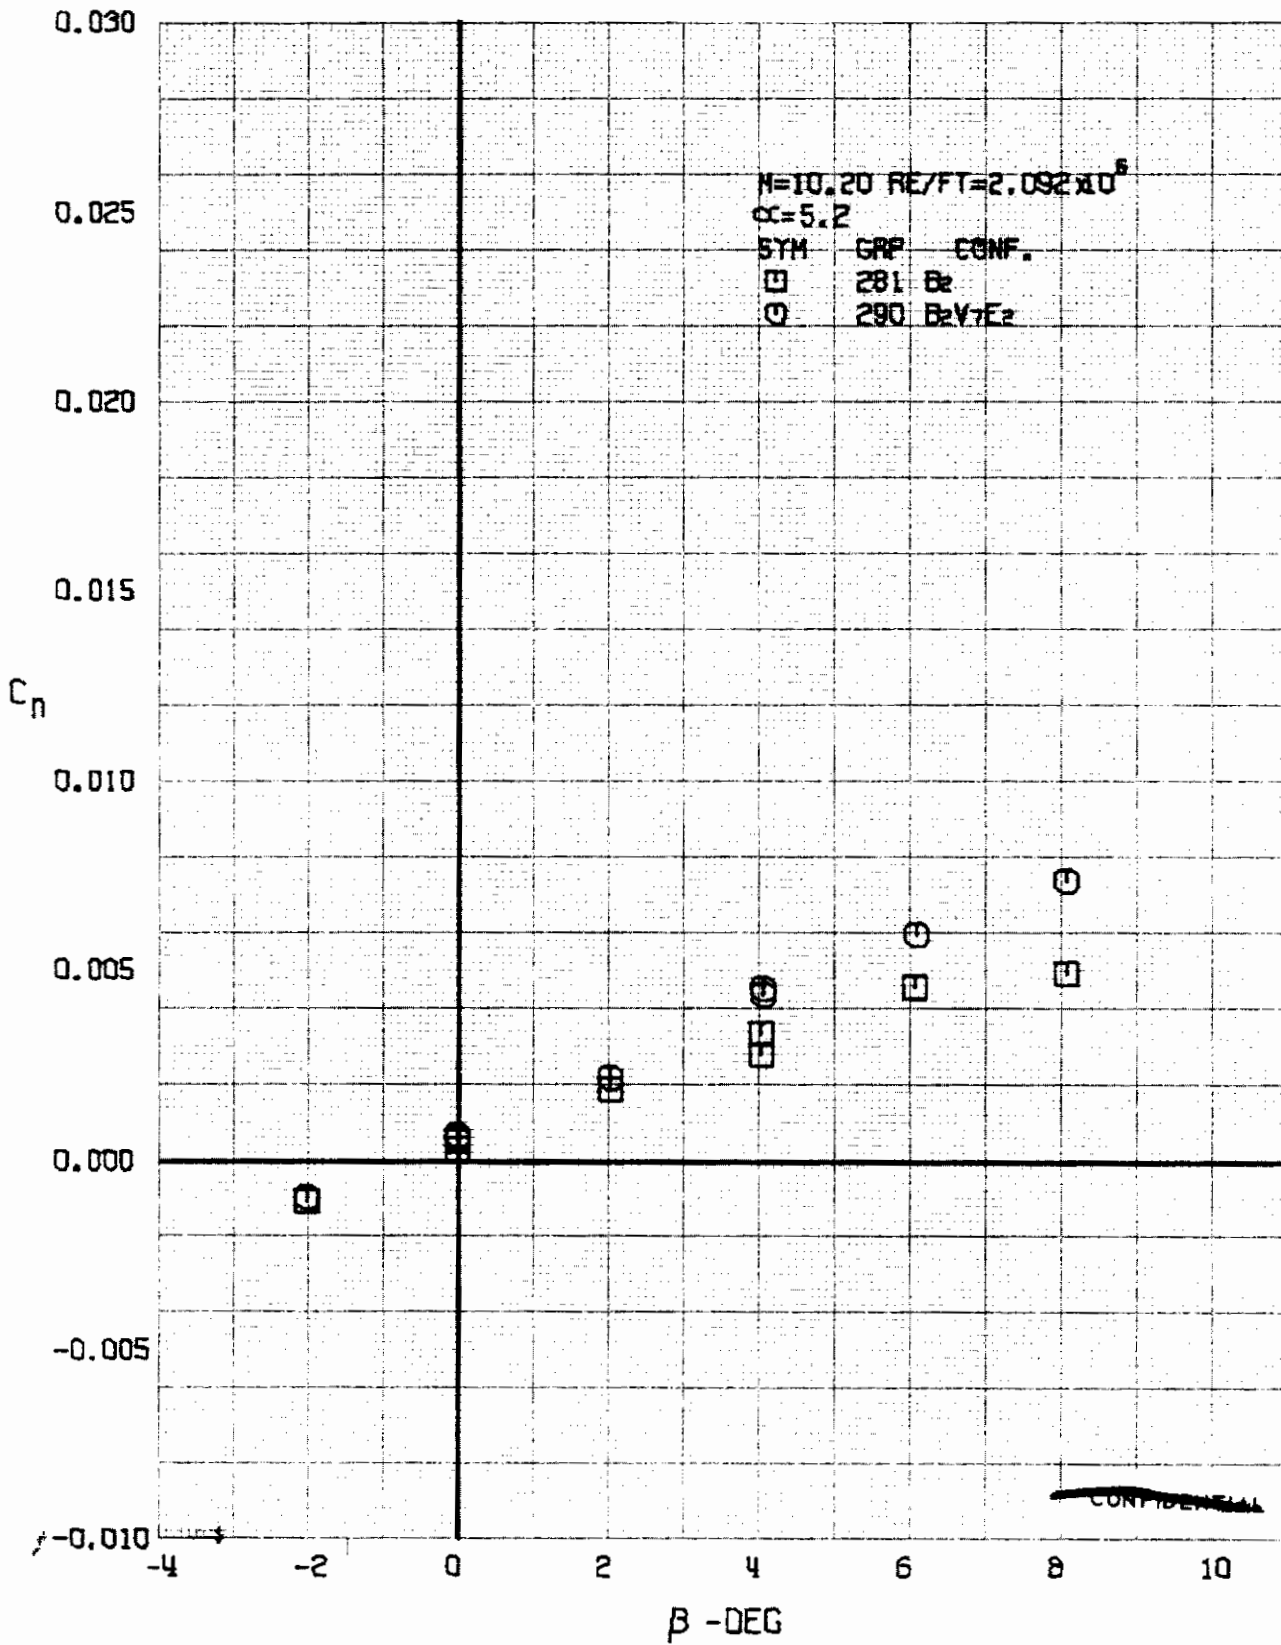 0.030
0.025
0.020
0.015
0.010
0.005
0.000
-0.005
-0.010
Cn
M=10.20 RE/FT=2.092x10^6
α=5.2
SYM GRP CONF.
281 B2
290 B2V7E2
CONFIDENTIAL
-4 -2 0 2 4 6 8 10
β -DEG